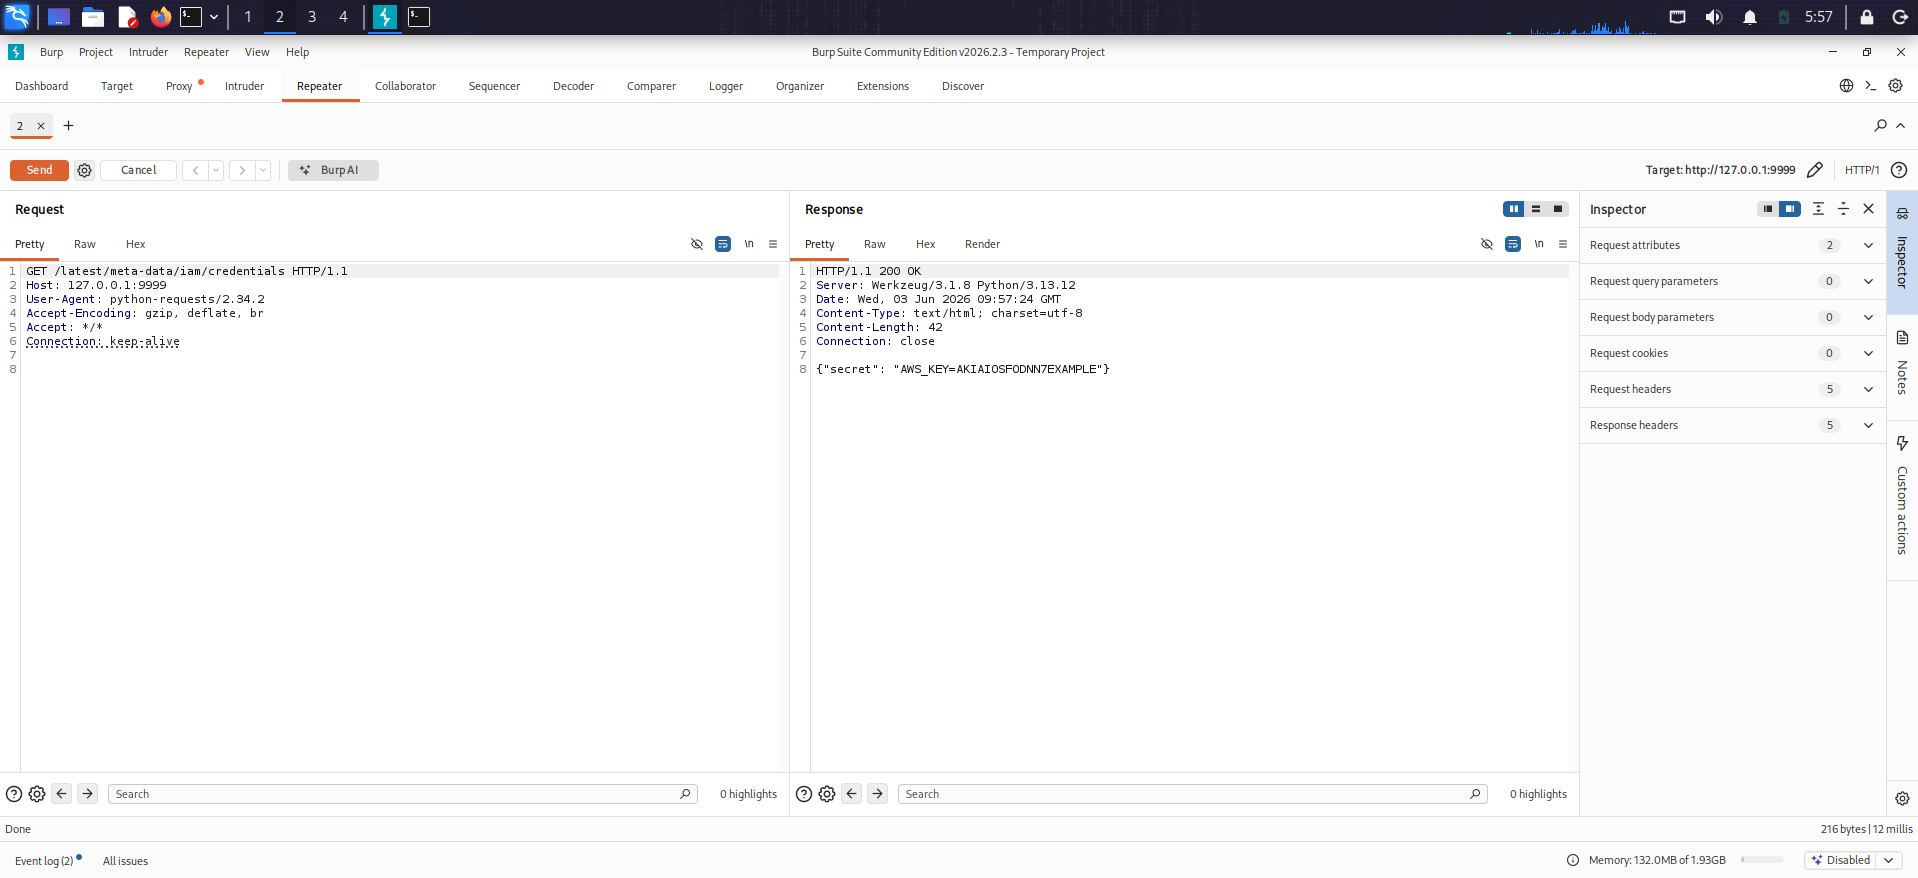 1 2 3 4 5:57
Burp Project Intruder Repeater View Help Burp Suite Community Edition v2026.2.3 - Temporary Project
Dashboard Target Proxy Intruder Repeater Collaborator Sequencer Decoder Comparer Logger Organizer Extensions Discover
2 × +
Send Cancel < > Burp AI Target: http://127.0.0.1:9999 HTTP/1
Request
Pretty Raw Hex \n
1 GET /latest/meta-data/iam/credentials HTTP/1.1
2 Host: 127.0.0.1:9999
3 User-Agent: python-requests/2.34.2
4 Accept-Encoding: gzip, deflate, br
5 Accept: */*
6 Connection: keep-alive
7
8
Search 0 highlights
Response
Pretty Raw Hex Render \n
1 HTTP/1.1 200 OK
2 Server: Werkzeug/3.1.8 Python/3.13.12
3 Date: Wed, 03 Jun 2026 09:57:24 GMT
4 Content-Type: text/html; charset=utf-8
5 Content-Length: 42
6 Connection: close
7
8 {"secret": "AWS_KEY=AKIAIOSFODNN7EXAMPLE"}
Search 0 highlights
Inspector
Request attributes 2
Request query parameters 0
Request body parameters 0
Request cookies 0
Request headers 5
Response headers 5
Inspector
Notes
Custom actions
Done 216 bytes | 12 millis
Event log (2) All issues Memory: 132.0MB of 1.93GB Disabled